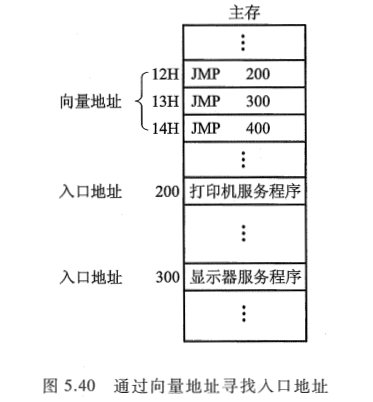 主存
⋮
12H JMP 200
向量地址 13H JMP 300
14H JMP 400
⋮
入口地址 200 打印机服务程序
⋮
入口地址 300 显示器服务程序
⋮
图 5.40 通过向量地址寻找入口地址